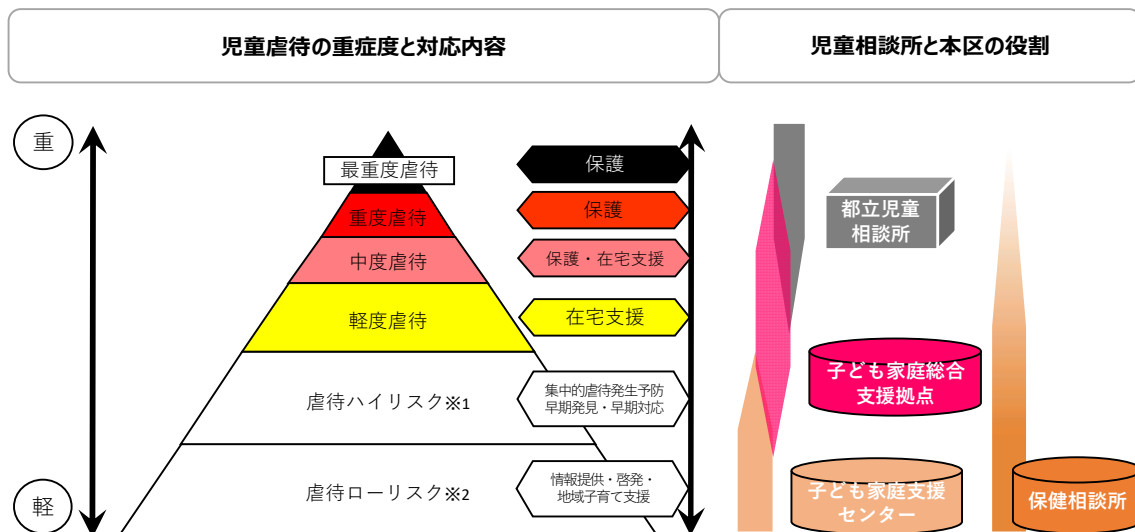 児童虐待の重症度と対応内容
児童相談所と本区の役割
重
最重度虐待
保護
重度虐待
保護
中度虐待
保護・在宅支援
軽度虐待
在宅支援
虐待ハイリスク※1
集中的虐待発生予防
早期発見・早期対応
虐待ローリスク※2
情報提供・啓発・
地域子育て支援
軽
都立児童
相談所
子ども家庭総合
支援拠点
子ども家庭支援
センター
保健相談所